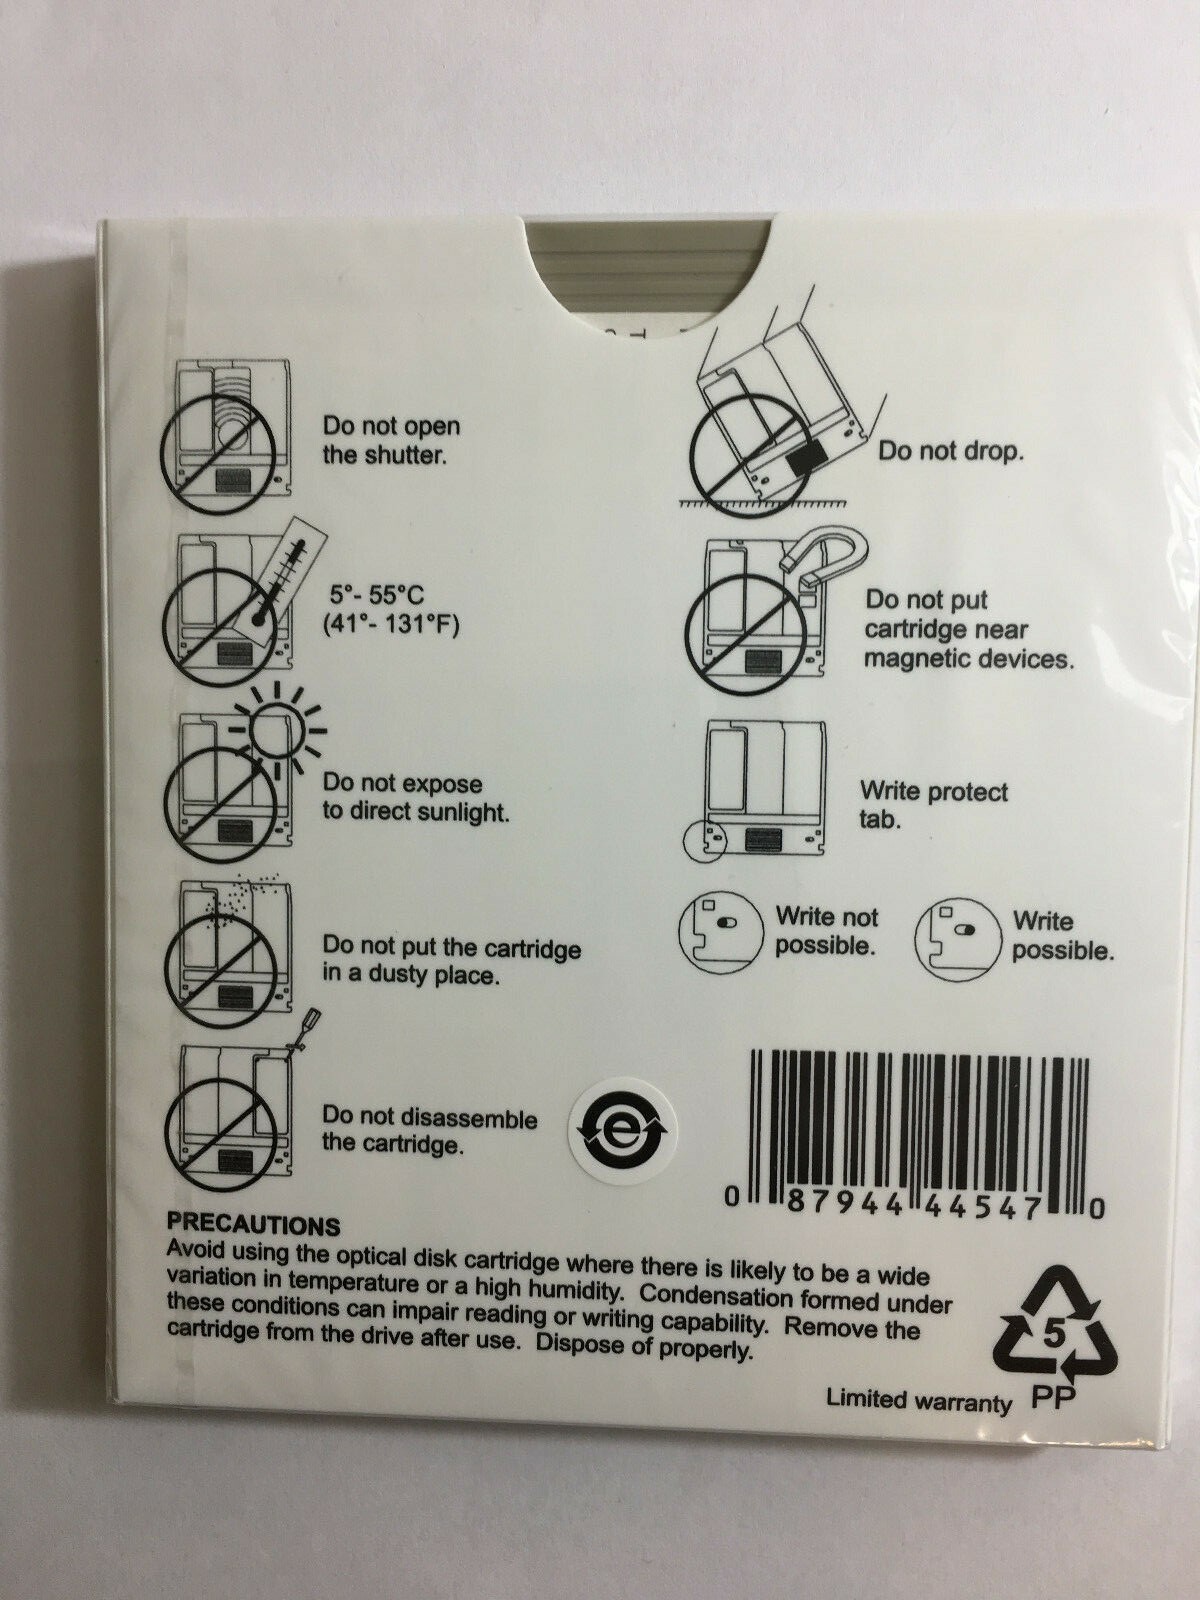 Do not open
the shutter.
5°- 55°C
(41°- 131°F)
Do not expose
to direct sunlight.
Do not put the cartridge
in a dusty place.
Do not disassemble
the cartridge.
Do not drop.
Do not put
cartridge near
magnetic devices.
Write protect
tab.
Write not
possible.
Write
possible.
e
0 87944 44547 0
PRECAUTIONS
Avoid using the optical disk cartridge where there is likely to be a wide
variation in temperature or a high humidity. Condensation formed under
these conditions can impair reading or writing capability. Remove the
cartridge from the drive after use. Dispose of properly.
5
PP
Limited warranty